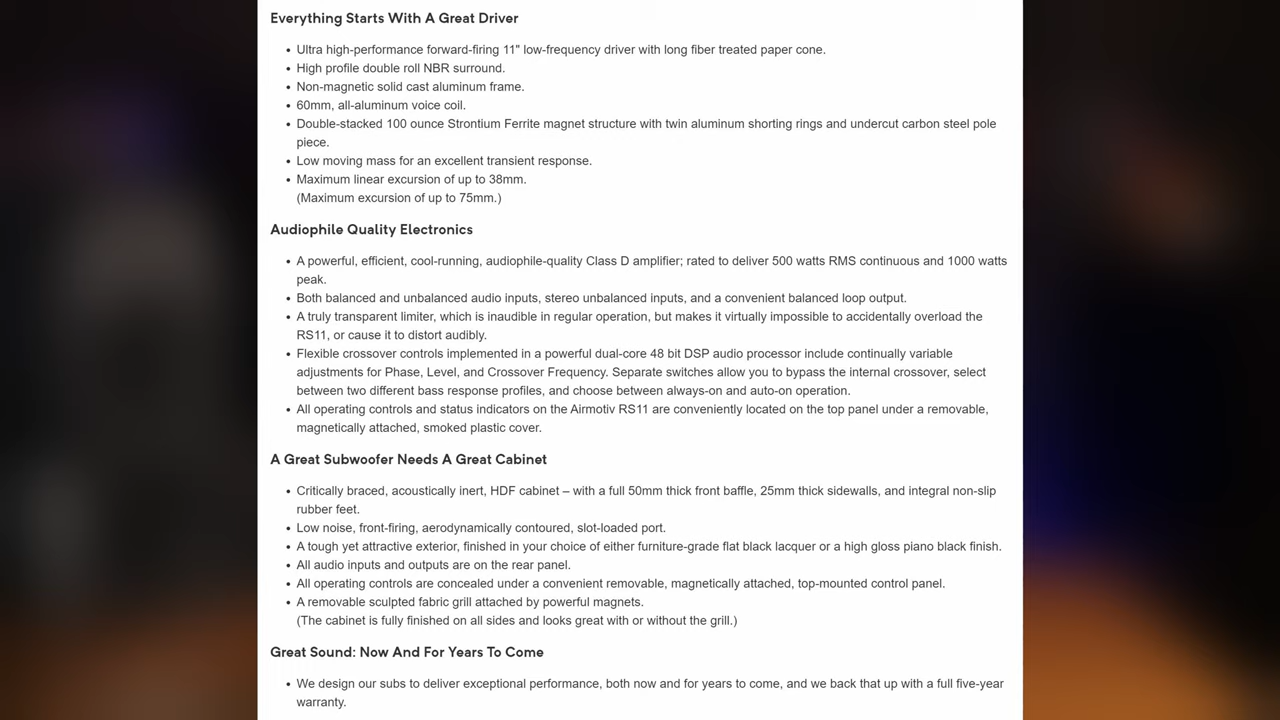 Everything Starts With A Great Driver
Ultra high-performance forward-firing 11" low-frequency driver with long fiber treated paper cone.
High profile double roll NBR surround.
Non-magnetic solid cast aluminum frame.
60mm, all-aluminum voice coil.
Double-stacked 100 ounce Strontium Ferrite magnet structure with twin aluminum shorting rings and undercut carbon steel pole
piece.
Low moving mass for an excellent transient response.
Maximum linear excursion of up to 38mm.
(Maximum excursion of up to 75mm.)
Audiophile Quality Electronics
A powerful, efficient, cool-running, audiophile-quality Class D amplifier; rated to deliver 500 watts RMS continuous and 1000 watts
peak.
Both balanced and unbalanced audio inputs, stereo unbalanced inputs, and a convenient balanced loop output.
A truly transparent limiter, which is inaudible in regular operation, but makes it virtually impossible to accidentally overload the
RS11, or cause it to distort audibly.
Flexible crossover controls implemented in a powerful dual-core 48 bit DSP audio processor include continually variable
adjustments for Phase, Level, and Crossover Frequency. Separate switches allow you to bypass the internal crossover, select
between two different bass response profiles, and choose between always-on and auto-on operation.
All operating controls and status indicators on the Airmotiv RS11 are conveniently located on the top panel under a removable,
magnetically attached, smoked plastic cover.
A Great Subwoofer Needs A Great Cabinet
Critically braced, acoustically inert, HDF cabinet – with a full 50mm thick front baffle, 25mm thick sidewalls, and integral non-slip
rubber feet.
Low noise, front-firing, aerodynamically contoured, slot-loaded port.
A tough yet attractive exterior, finished in your choice of either furniture-grade flat black lacquer or a high gloss piano black finish.
All audio inputs and outputs are on the rear panel.
All operating controls are concealed under a convenient removable, magnetically attached, top-mounted control panel.
A removable sculpted fabric grill attached by powerful magnets.
(The cabinet is fully finished on all sides and looks great with or without the grill.)
Great Sound: Now And For Years To Come
We design our subs to deliver exceptional performance, both now and for years to come, and we back that up with a full five-year
warranty.